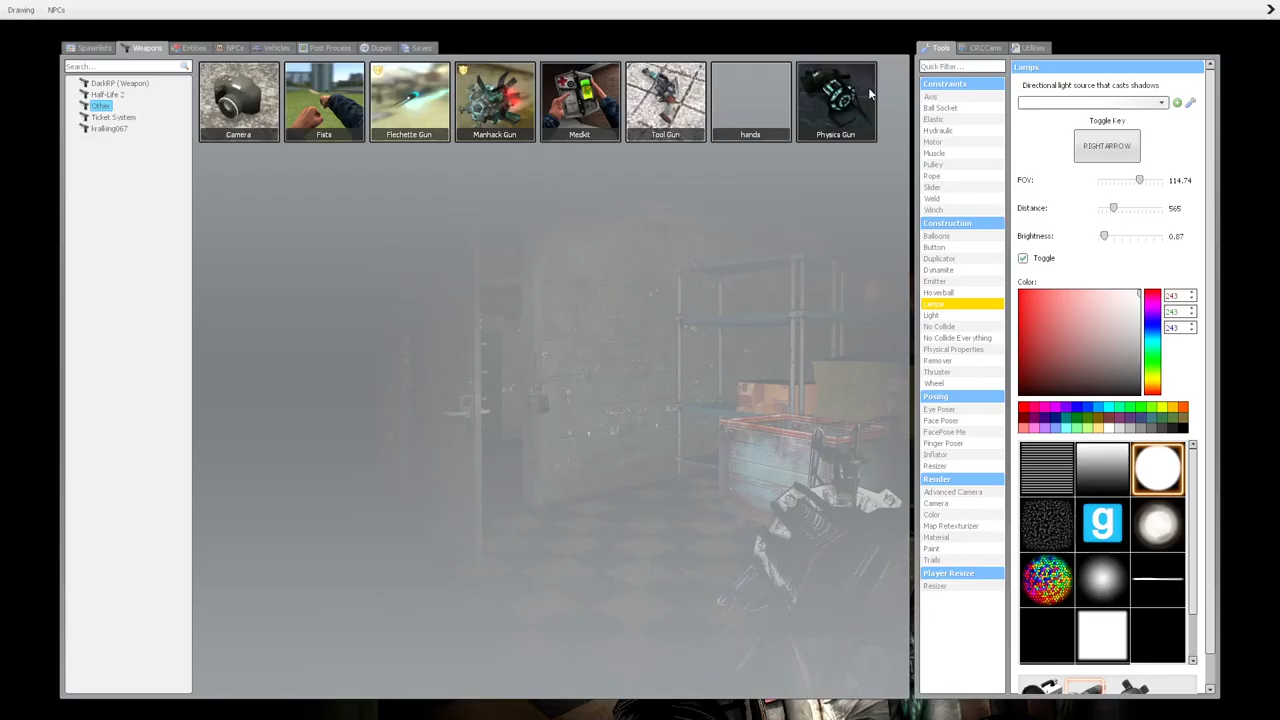 Drawing NPCs
Spawnlists Weapons Entities NPCs Vehicles Post Process Dupes Saves
Search...
DarkRP (Weapon)
Half-Life 2
Other
Ticket System
kralking067
Camera Fists Flechette Gun Manhack Gun Medkit Tool Gun hands Physics Gun
Tools CRCCams Utilities
Quick Filter...
Constraints
Axis
Ball Socket
Elastic
Hydraulic
Motor
Muscle
Pulley
Rope
Slider
Weld
Winch
Construction
Balloons
Button
Duplicator
Dynamite
Emitter
Hoverball
Lamps
Light
No Collide
No Collide Everything
Physical Properties
Remover
Thruster
Wheel
Posing
Eye Poser
Face Poser
FacePose Me
Finger Poser
Inflator
Resizer
Render
Advanced Camera
Camera
Color
Map Retexturizer
Material
Paint
Trails
Player Resize
Resizer
Lamps
Directional light source that casts shadows
Toggle Key
RIGHTARROW
FOV: 114.74
Distance: 565
Brightness: 0.87
Toggle
Color:
243
243
243
g